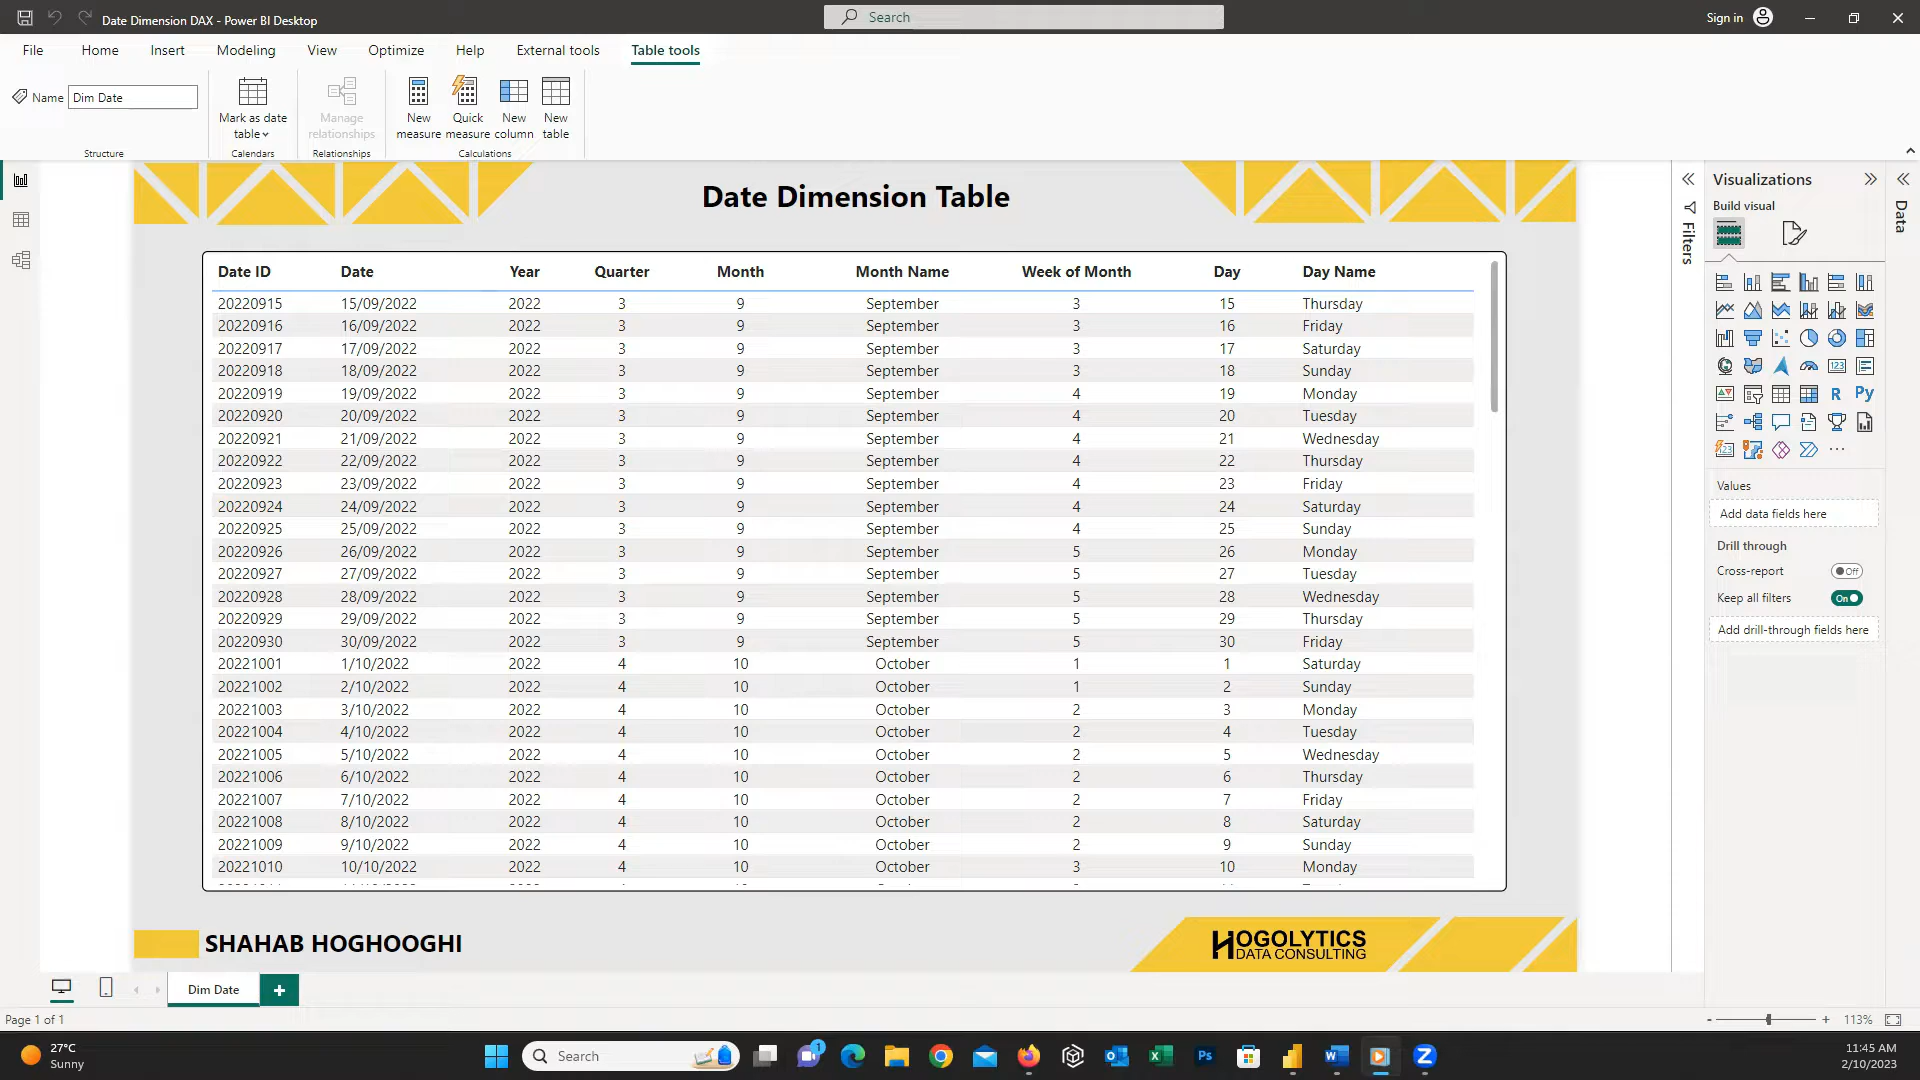 Date Dimension DAX - Power BI Desktop
Search
Sign in
File Home Insert Modeling View Optimize Help External tools Table tools
Name Dim Date
Mark as date table
Manage relationships
New measure
Quick measure
New column
New table
Structure Calendars Relationships Calculations
Date Dimension Table
Date ID Date Year Quarter Month Month Name Week of Month Day Day Name
20220915 15/09/2022 2022 3 9 September 3 15 Thursday
20220916 16/09/2022 2022 3 9 September 3 16 Friday
20220917 17/09/2022 2022 3 9 September 3 17 Saturday
20220918 18/09/2022 2022 3 9 September 3 18 Sunday
20220919 19/09/2022 2022 3 9 September 4 19 Monday
20220920 20/09/2022 2022 3 9 September 4 20 Tuesday
20220921 21/09/2022 2022 3 9 September 4 21 Wednesday
20220922 22/09/2022 2022 3 9 September 4 22 Thursday
20220923 23/09/2022 2022 3 9 September 4 23 Friday
20220924 24/09/2022 2022 3 9 September 4 24 Saturday
20220925 25/09/2022 2022 3 9 September 4 25 Sunday
20220926 26/09/2022 2022 3 9 September 5 26 Monday
20220927 27/09/2022 2022 3 9 September 5 27 Tuesday
20220928 28/09/2022 2022 3 9 September 5 28 Wednesday
20220929 29/09/2022 2022 3 9 September 5 29 Thursday
20220930 30/09/2022 2022 3 9 September 5 30 Friday
20221001 1/10/2022 2022 4 10 October 1 1 Saturday
20221002 2/10/2022 2022 4 10 October 1 2 Sunday
20221003 3/10/2022 2022 4 10 October 2 3 Monday
20221004 4/10/2022 2022 4 10 October 2 4 Tuesday
20221005 5/10/2022 2022 4 10 October 2 5 Wednesday
20221006 6/10/2022 2022 4 10 October 2 6 Thursday
20221007 7/10/2022 2022 4 10 October 2 7 Friday
20221008 8/10/2022 2022 4 10 October 2 8 Saturday
20221009 9/10/2022 2022 4 10 October 2 9 Sunday
20221010 10/10/2022 2022 4 10 October 3 10 Monday
SHAHAB HOGHOOGHI
HOGOLYTICS
DATA CONSULTING
Filters
Visualizations
Build visual
R Py
123
Values
Add data fields here
Drill through
Cross-report Off
Keep all filters On
Add drill-through fields here
Data
Dim Date +
Page 1 of 1
- + 113%
27°C
Sunny
Search
1
Ps
11:45 AM
2/10/2023